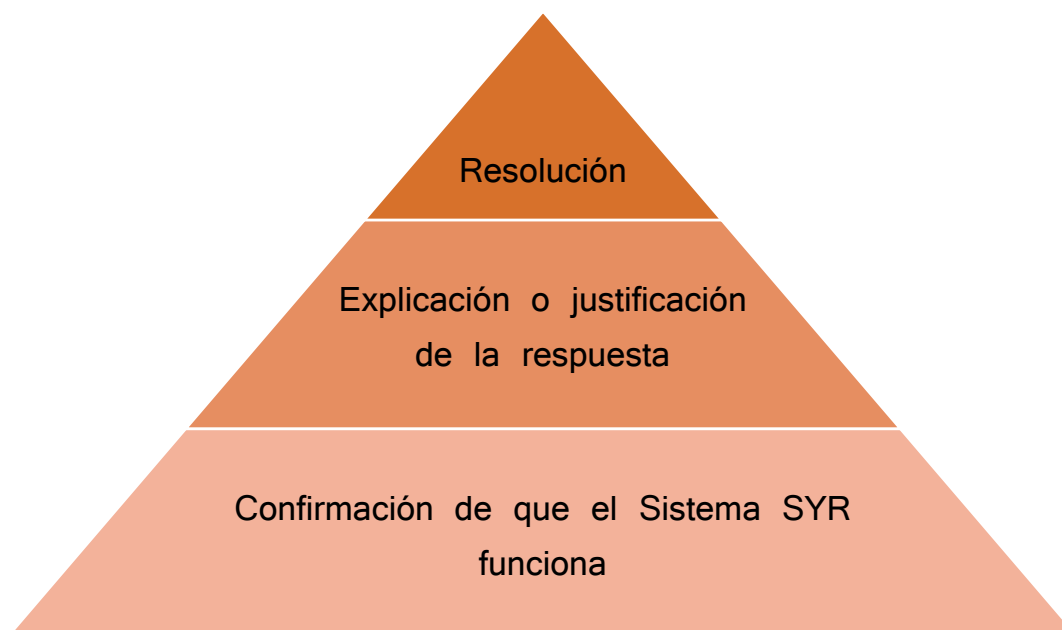 Resolución
Explicación o justificación
de la respuesta
Confirmación de que el Sistema SYR
funciona